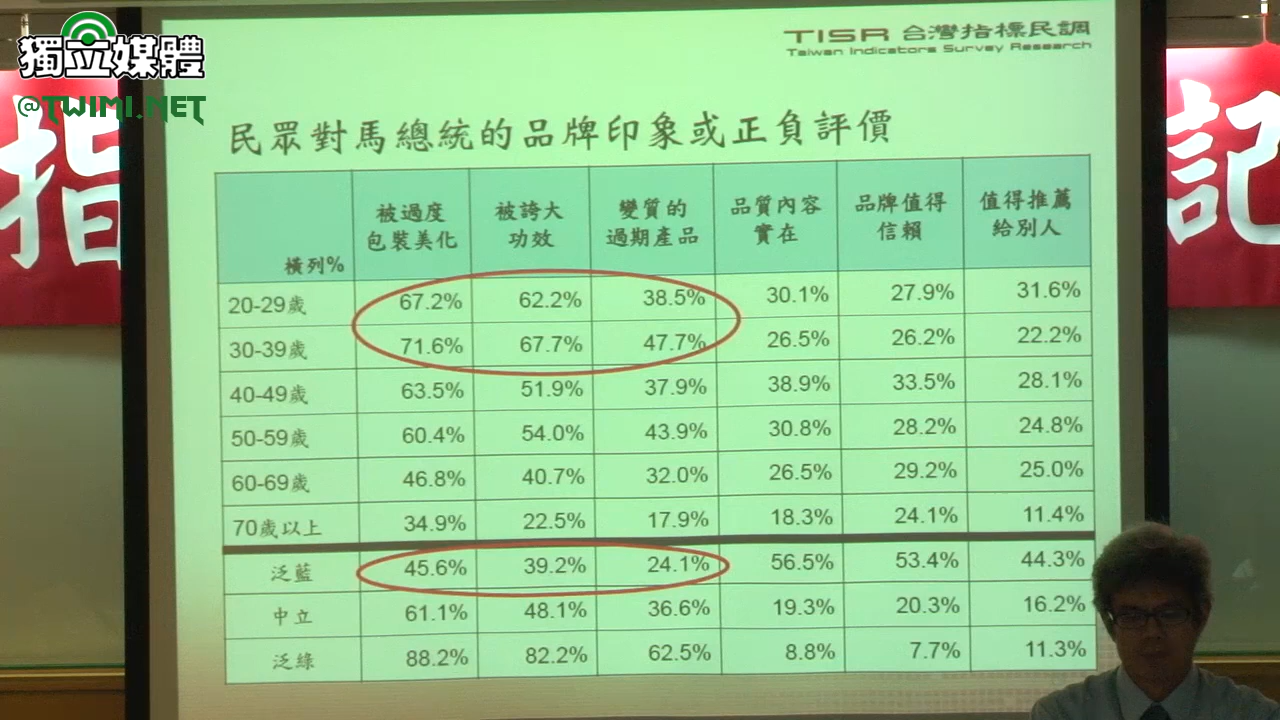 獨立媒體
@TWIMI.NET
TISR 台灣指標民調
Taiwan Indicators Survey Research
指
記
民眾對馬總統的品牌印象或正負評價
橫列% 被過度包裝美化 被誇大功效 變質的過期產品 品質內容實在 品牌值得信賴 值得推薦給別人
20-29歲 67.2% 62.2% 38.5% 30.1% 27.9% 31.6%
30-39歲 71.6% 67.7% 47.7% 26.5% 26.2% 22.2%
40-49歲 63.5% 51.9% 37.9% 38.9% 33.5% 28.1%
50-59歲 60.4% 54.0% 43.9% 30.8% 28.2% 24.8%
60-69歲 46.8% 40.7% 32.0% 26.5% 29.2% 25.0%
70歲以上 34.9% 22.5% 17.9% 18.3% 24.1% 11.4%
泛藍 45.6% 39.2% 24.1% 56.5% 53.4% 44.3%
中立 61.1% 48.1% 36.6% 19.3% 20.3% 16.2%
泛綠 88.2% 82.2% 62.5% 8.8% 7.7% 11.3%